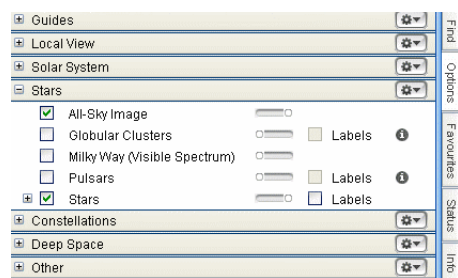 Guides
Local View
Solar System
Stars
All-Sky Image
Globular Clusters Labels
Milky Way (Visible Spectrum)
Pulsars Labels
Stars Labels
Constellations
Deep Space
Other
Find
Options
Favourites
Status
Info